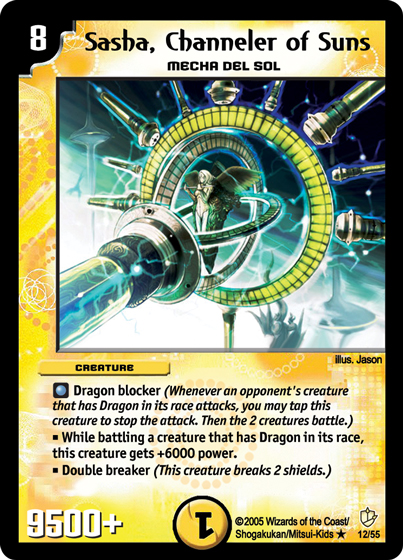 8
Sasha, Channeler of Suns
MECHA DEL SOL
illus. Jason
CREATURE
Dragon blocker (Whenever an opponent's creature
that has Dragon in its race attacks, you may tap this
creature to stop the attack. Then the 2 creatures battle.)
▪ While battling a creature that has Dragon in its race,
this creature gets +6000 power.
▪ Double breaker (This creature breaks 2 shields.)
9500+
1
©2005 Wizards of the Coast/
Shogakukan/Mitsui-Kids ★ 12/55